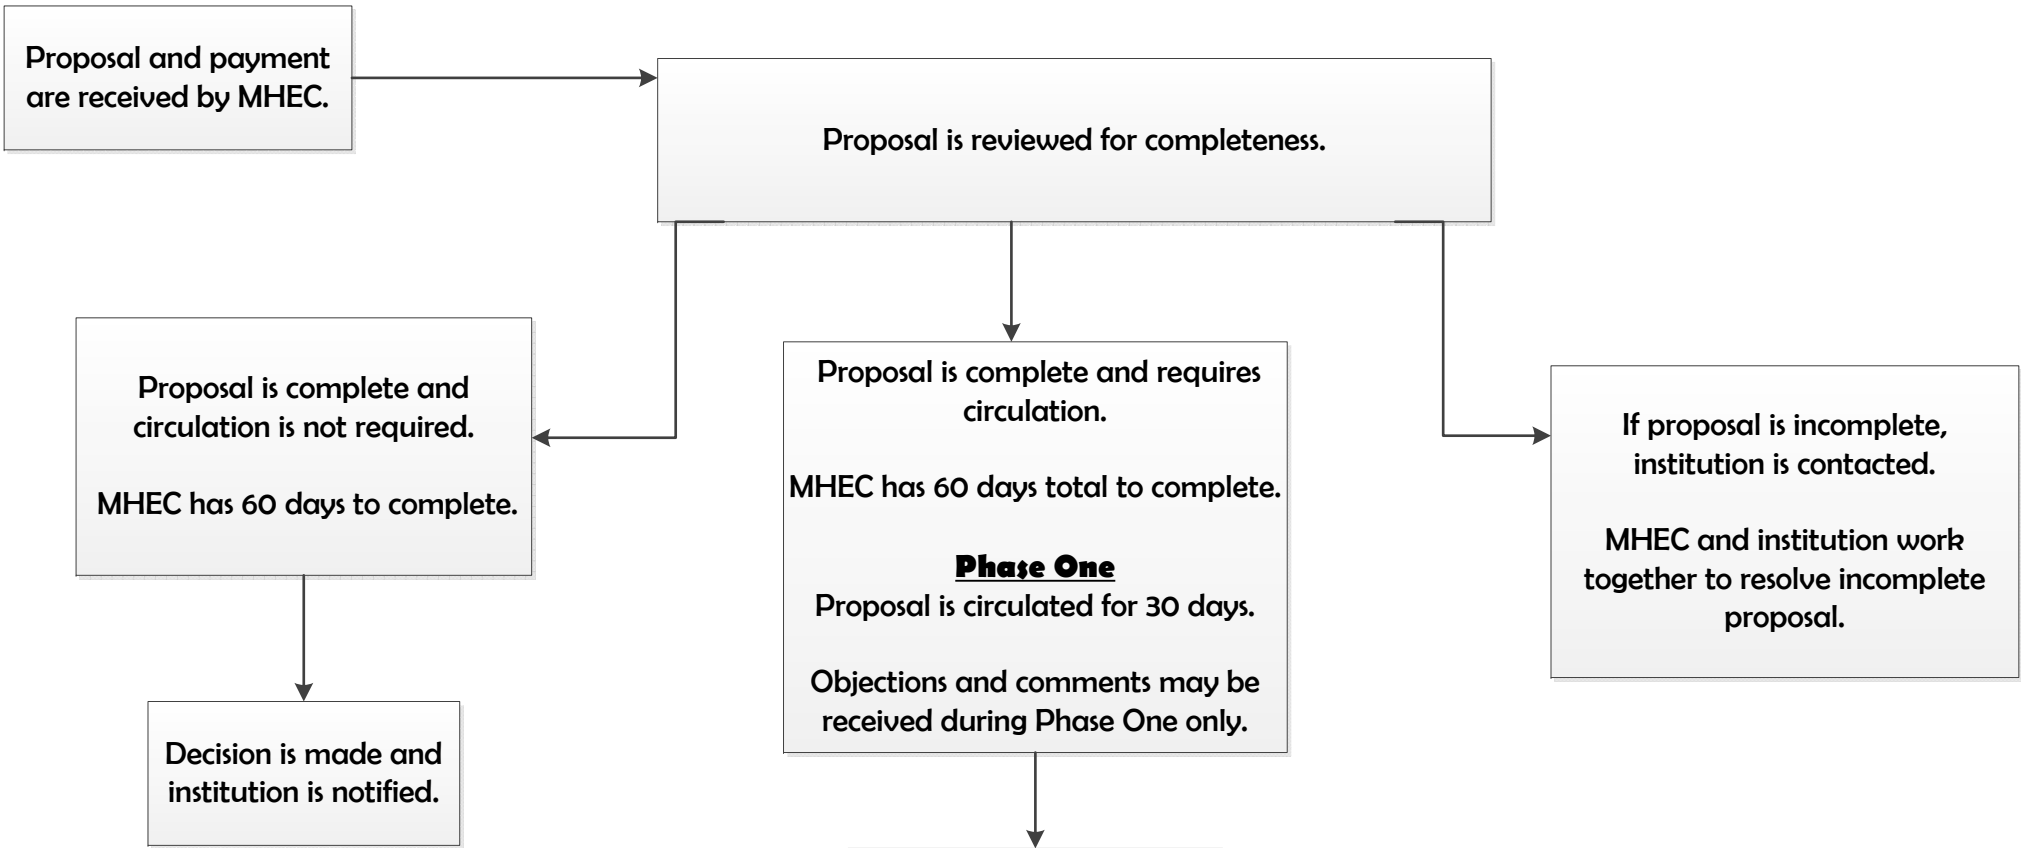 Proposal and payment
are received by MHEC.
Proposal is reviewed for completeness.
Proposal is complete and
circulation is not required.
MHEC has 60 days to complete.
Decision is made and
institution is notified.
Proposal is complete and requires
circulation.
MHEC has 60 days total to complete.
Phase One
Proposal is circulated for 30 days.
Objections and comments may be
received during Phase One only.
If proposal is incomplete,
institution is contacted.
MHEC and institution work
together to resolve incomplete
proposal.